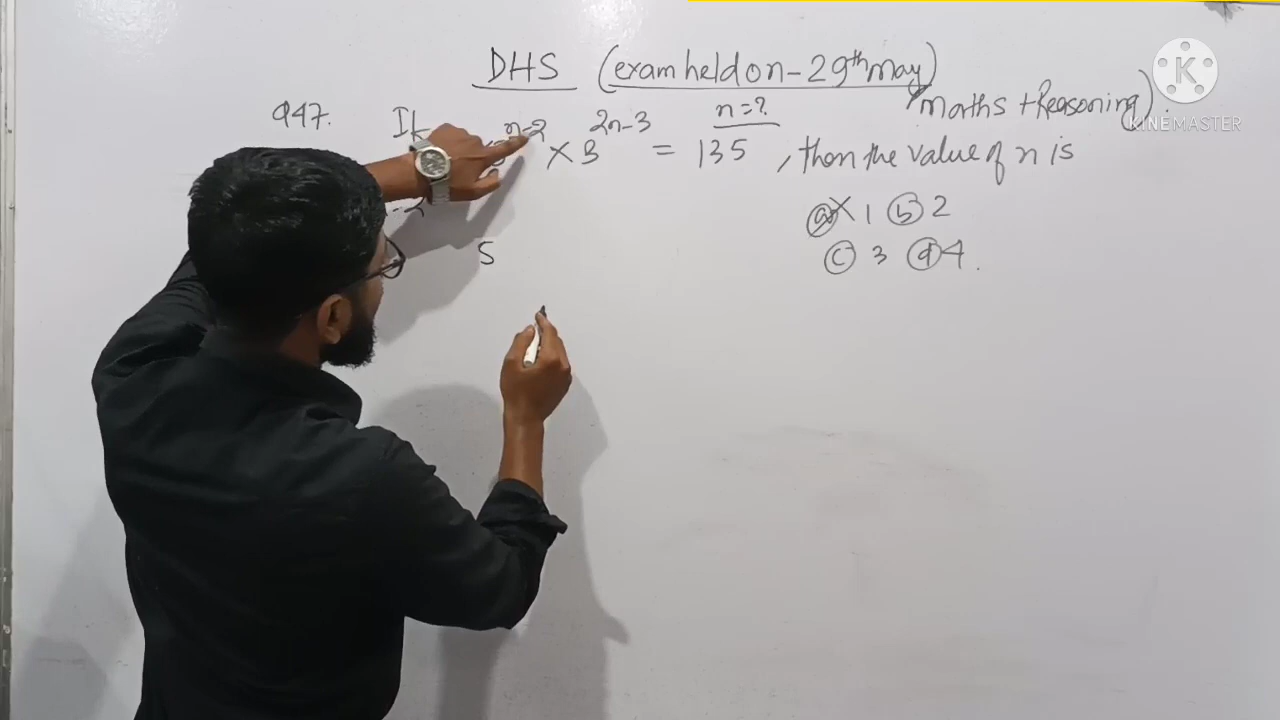 DHS (exam held on - 29th May)
Maths + Reasoning).
947. If n-2 × 3 2n-3 = 135, then the value of n is
n = ?
-2
(a) × 1 (b) 2
(c) 3 (d) 4.
5
K
KINEMASTER